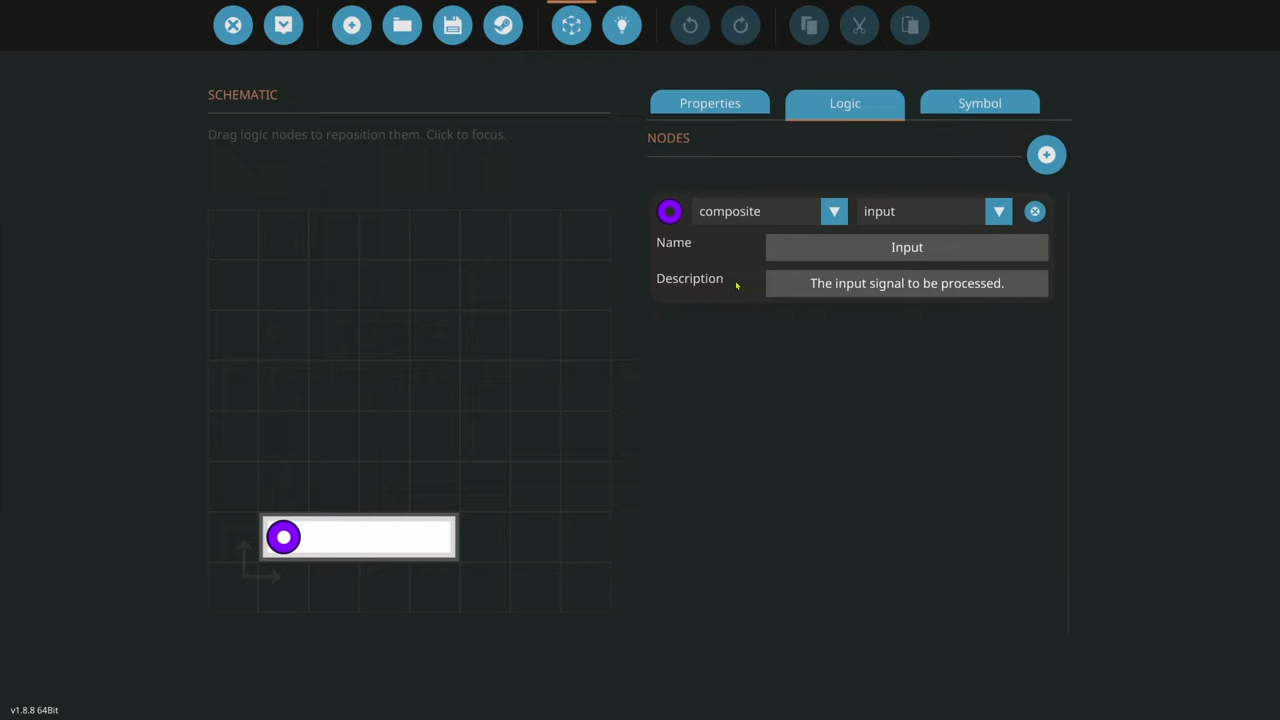 SCHEMATIC
Drag logic nodes to reposition them. Click to focus.
Properties
Logic
Symbol
NODES
composite
input
Name
Input
Description
The input signal to be processed.
v1.8.8 64Bit